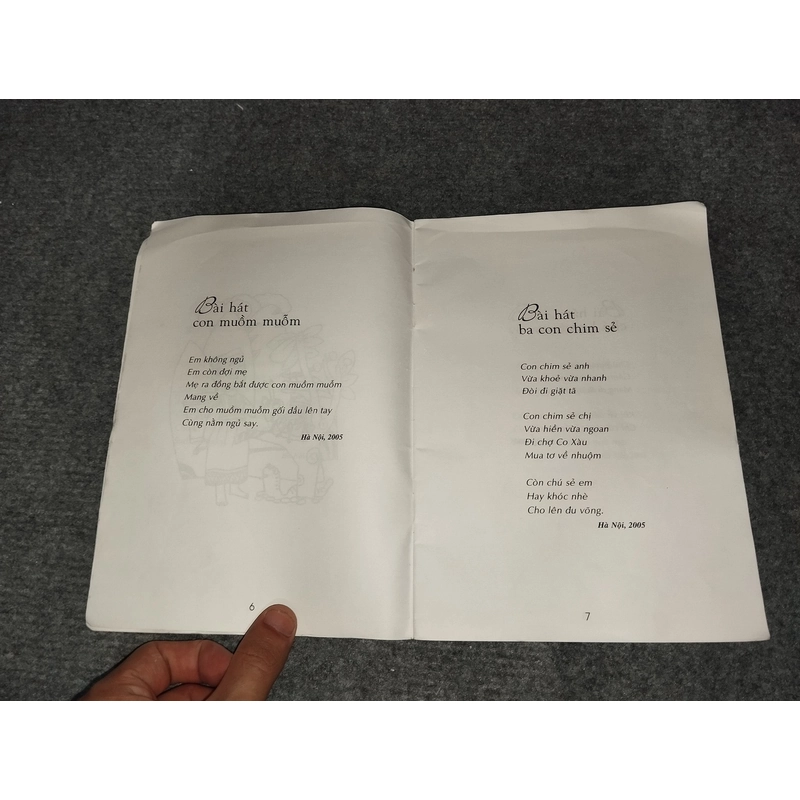 Bài hát
con muồm muỗm
Em không ngủ
Em còn đợi mẹ
Mẹ ra đồng bắt được con muồm muỗm
Mang về
Em cho muồm muỗm gối đầu lên tay
Cùng nằm ngủ say.
Hà Nội, 2005
6
Bài hát
ba con chim sẻ
Con chim sẻ anh
Vừa khoẻ vừa nhanh
Đòi đi giặt tã
Con chim sẻ chị
Vừa hiền vừa ngoan
Đi chợ Co Xàu
Mua tơ về nhuộm
Còn chú sẻ em
Hay khóc nhè
Cho lên đu võng.
Hà Nội, 2005
7